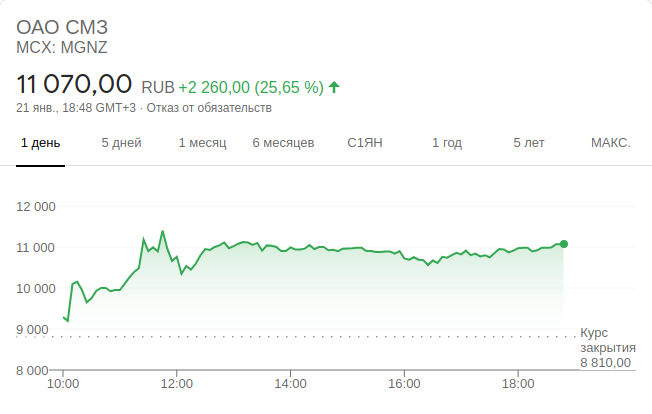 ОАО СМЗ
MCX: MGNZ
11 070,00 RUB +2 260,00 (25,65 %)
21 янв., 18:48 GMT+3 · Отказ от обязательств
1 день 5 дней 1 месяц 6 месяцев С1ЯН 1 год 5 лет МАКС.
12 000
11 000
10 000
9 000
Курс
закрытия
8 810,00
8 000
10:00 12:00 14:00 16:00 18:00